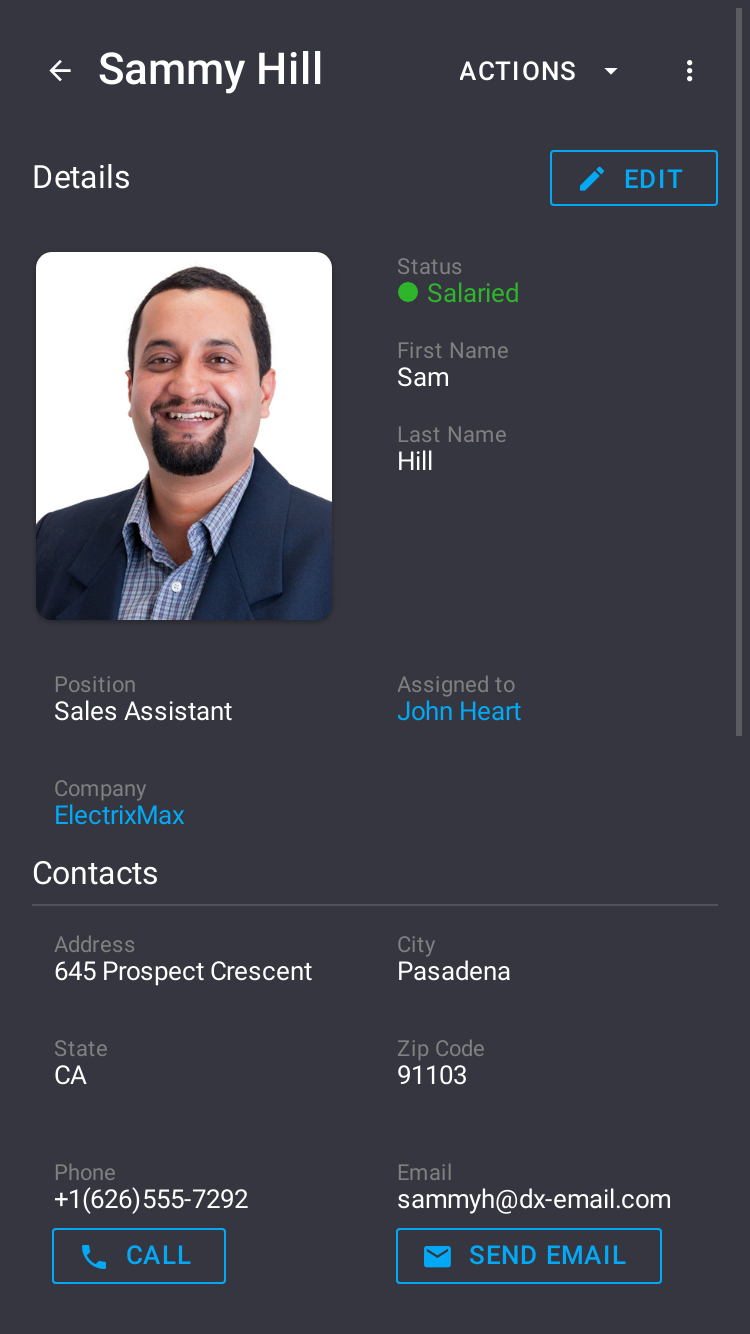 Sammy Hill
ACTIONS
Details
EDIT
Status
Salaried
First Name
Sam
Last Name
Hill
Position
Sales Assistant
Assigned to
John Heart
Company
ElectrixMax
Contacts
Address
645 Prospect Crescent
City
Pasadena
State
CA
Zip Code
91103
Phone
+1(626)555-7292
Email
sammyh@dx-email.com
CALL
SEND EMAIL